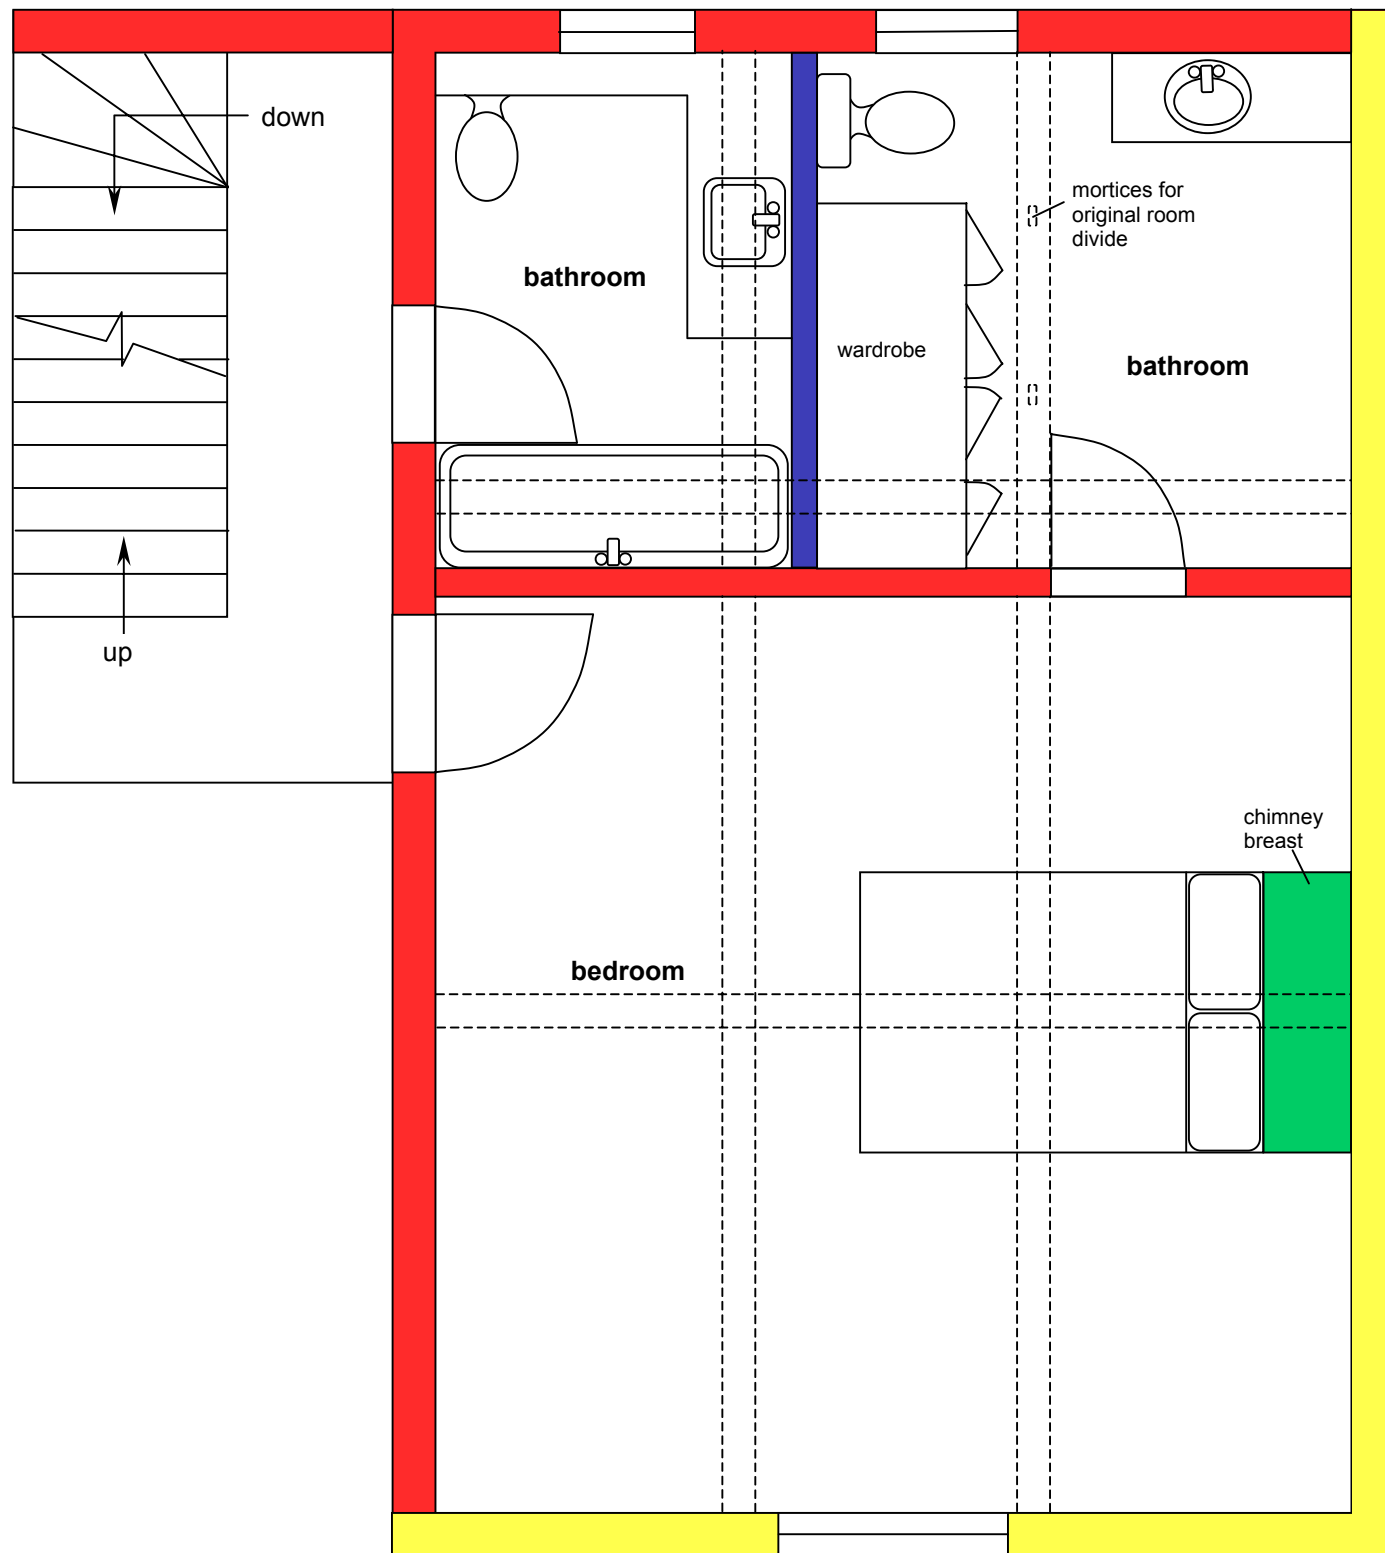 down
mortices for
original room
divide
bathroom
wardrobe
bathroom
up
chimney
breast
bedroom